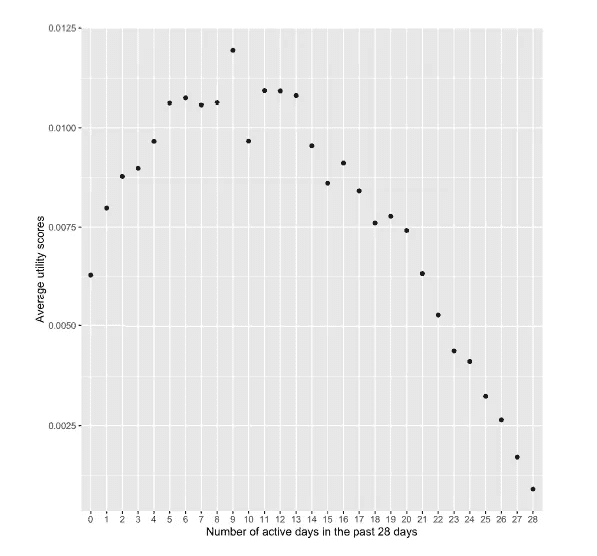 0.0125
0.0100
0.0075
0.0050
0.0025
Average utility scores
0 1 2 3 4 5 6 7 8 9 10 11 12 13 14 15 16 17 18 19 20 21 22 23 24 25 26 27 28
Number of active days in the past 28 days